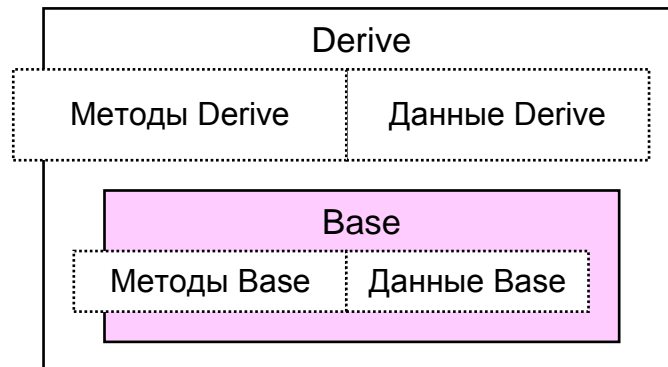 Derive
Методы Derive Данные Derive
Base
Методы Base Данные Base